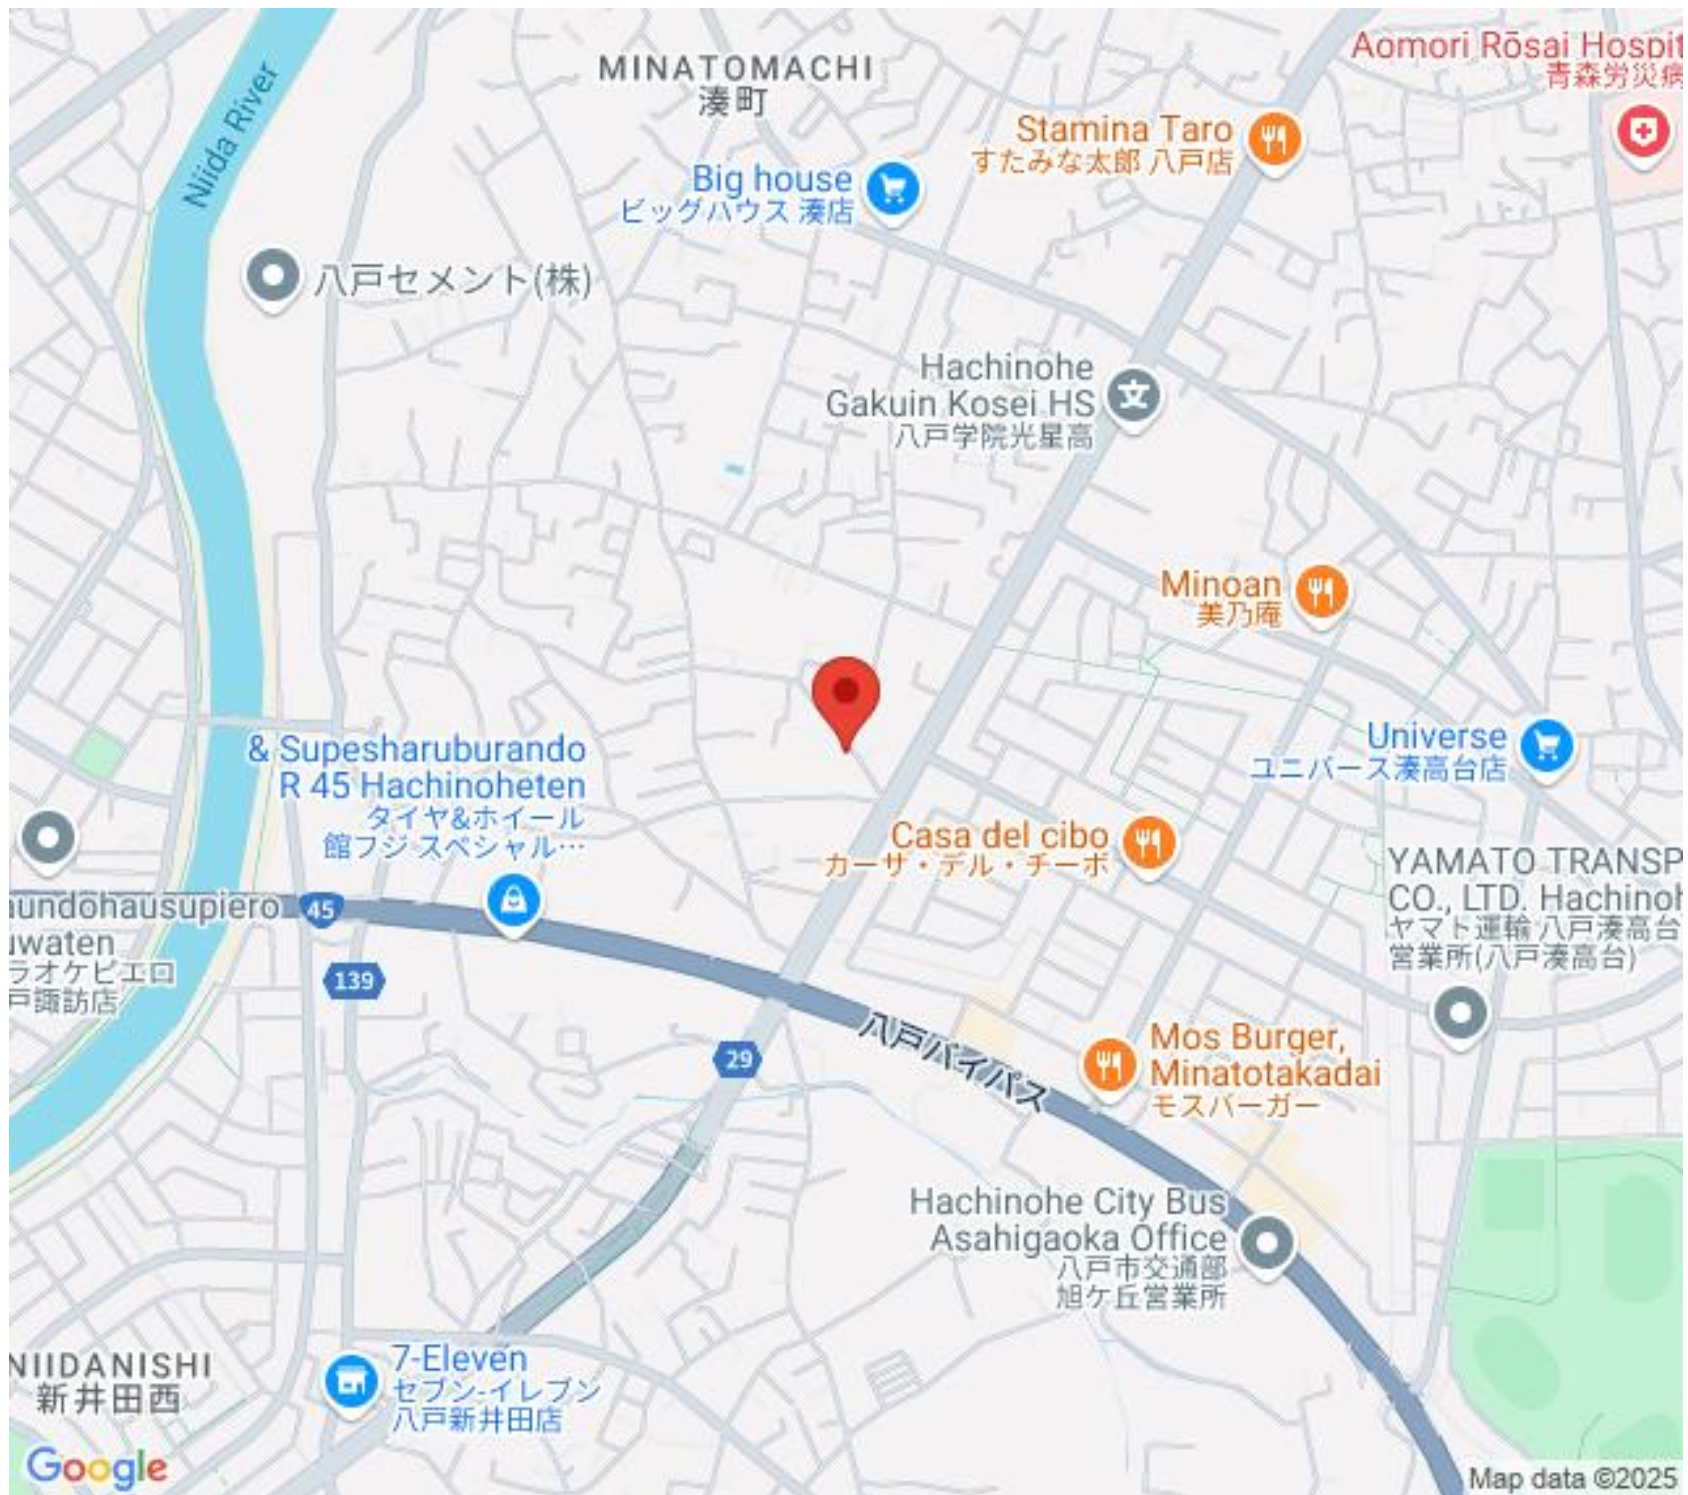 Aomori Rōsai Hospit
青森労災病
MINATOMACHI
湊町
Stamina Taro
すたみな太郎 八戸店
Niida River
Big house
ビッグハウス 湊店
八戸セメント(株)
Hachinohe
Gakuin Kosei HS
八戸学院光星高
Minoan
美乃庵
& Supesharuburando
R 45 Hachinoheten
タイヤ&ホイール
館フジ スペシャル…
Universe
ユニバース湊高台店
Casa del cibo
カーサ・デル・チーボ
YAMATO TRANSP
CO., LTD. Hachinoh
ヤマト運輸 八戸湊高台
営業所(八戸湊高台)
undohausupiero
45
waten
ラオケピエロ
戸諏訪店
139
29
八戸バイパス
Mos Burger,
Minatotakadai
モスバーガー
Hachinohe City Bus
Asahigaoka Office
八戸市交通部
旭ケ丘営業所
NIIDANISHI
新井田西
7-Eleven
セブン-イレブン
八戸新井田店
Google
Map data ©2025